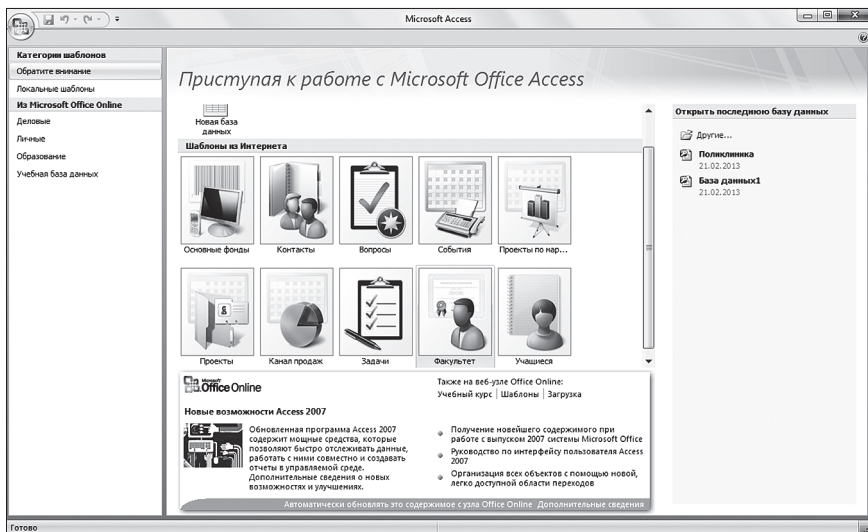 Microsoft Access
Категории шаблонов
Обратите внимание
Локальные шаблоны
Из Microsoft Office Online
Деловые
Личные
Образование
Учебная база данных
Приступая к работе с Microsoft Office Access
Новая база
данных
Шаблоны из Интернета
Основные фонды
Контакты
Вопросы
События
Проекты по нар...
Проекты
Канал продаж
Задачи
Факультет
Учащиеся
Microsoft
Office Online
Новые возможности Access 2007
Обновленная программа Access 2007
содержит мощные средства, которые
позволяют быстро отслеживать данные,
работать с ними совместно и создавать
отчеты в управляемой среде.
Дополнительные сведения о новых
возможностях и улучшениях.
Также на веб-узле Office Online:
Учебный курс | Шаблоны | Загрузка
Получение новейшего содержимого при
работе с выпуском 2007 системы Microsoft Office
Руководство по интерфейсу пользователя Access
2007
Организация всех объектов с помощью новой,
легко доступной области переходов
Автоматически обновлять это содержимое с узла Office Online Дополнительные сведения
Открыть последнюю базу данных
Другие...
Поликлиника
21.02.2013
База данных1
21.02.2013
Готово